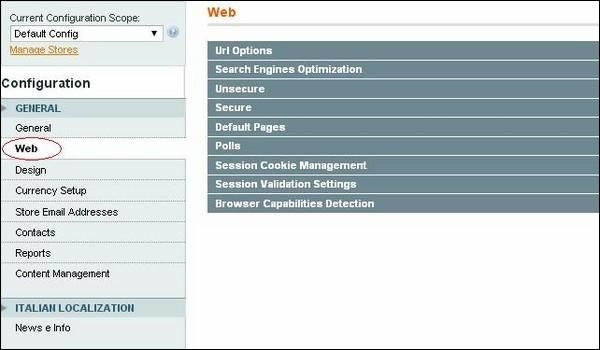 Current Configuration Scope:
Default Config
Manage Stores
Configuration
GENERAL
General
Web
Design
Currency Setup
Store Email Addresses
Contacts
Reports
Content Management
ITALIAN LOCALIZATION
News e Info
Web
Url Options
Search Engines Optimization
Unsecure
Secure
Default Pages
Polls
Session Cookie Management
Session Validation Settings
Browser Capabilities Detection